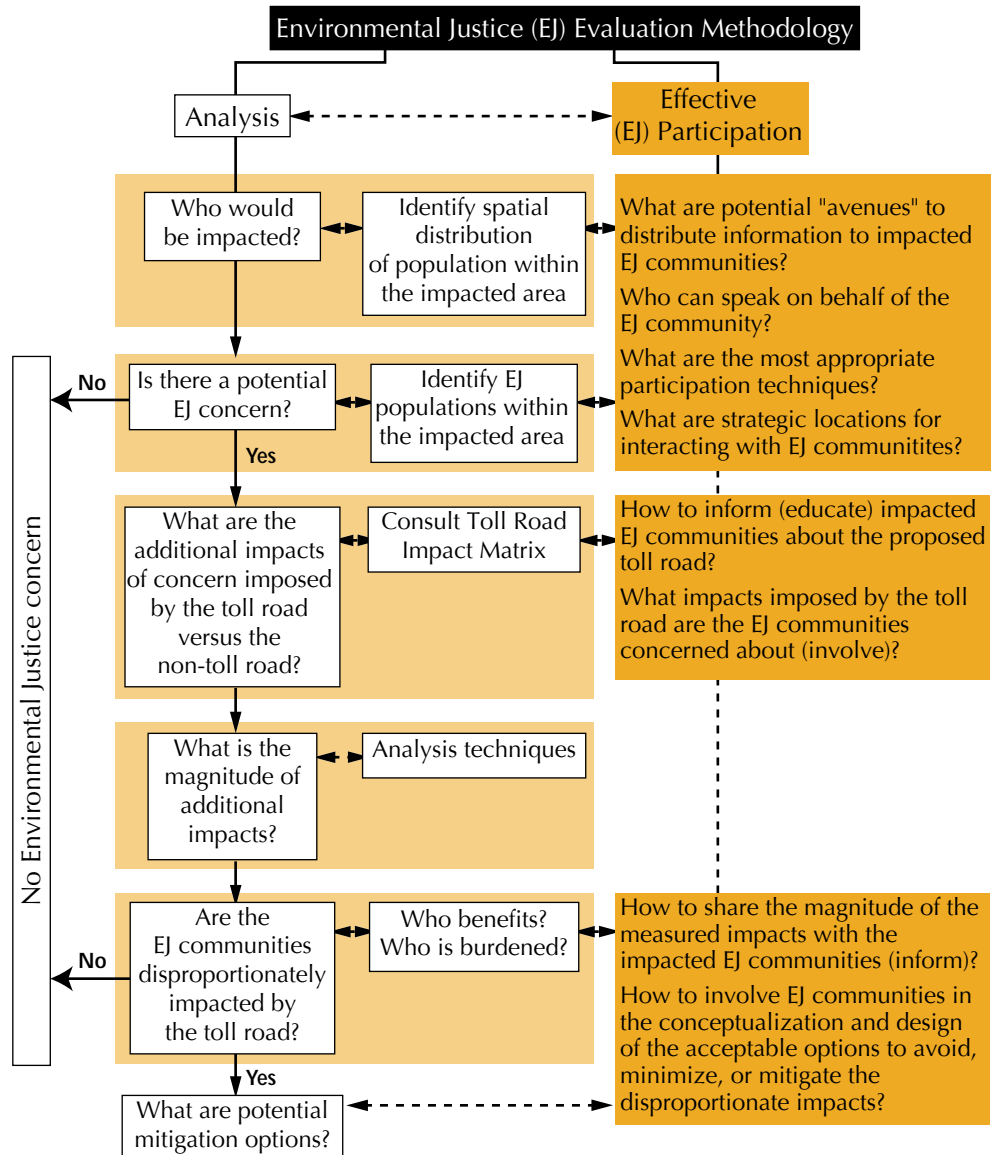 Environmental Justice (EJ) Evaluation Methodology
Analysis
Effective
(EJ) Participation
Who would
be impacted?
Identify spatial
distribution
of population within
the impacted area
What are potential "avenues" to
distribute information to impacted
EJ communities?
Who can speak on behalf of the
EJ community?
What are the most appropriate
participation techniques?
What are strategic locations for
interacting with EJ communitites?
No Environmental Justice concern
No
Is there a potential
EJ concern?
Identify EJ
populations within
the impacted area
Yes
What are the
additional impacts
of concern imposed
by the toll road
versus the
non-toll road?
Consult Toll Road
Impact Matrix
How to inform (educate) impacted
EJ communities about the proposed
toll road?
What impacts imposed by the toll
road are the EJ communities
concerned about (involve)?
What is the
magnitude of
additional
impacts?
Analysis techniques
No
Are the
EJ communities
disproportionately
impacted by
the toll road?
Who benefits?
Who is burdened?
How to share the magnitude of the
measured impacts with the
impacted EJ communities (inform)?
How to involve EJ communities in
the conceptualization and design
of the acceptable options to avoid,
minimize, or mitigate the
disproportionate impacts?
Yes
What are potential
mitigation options?